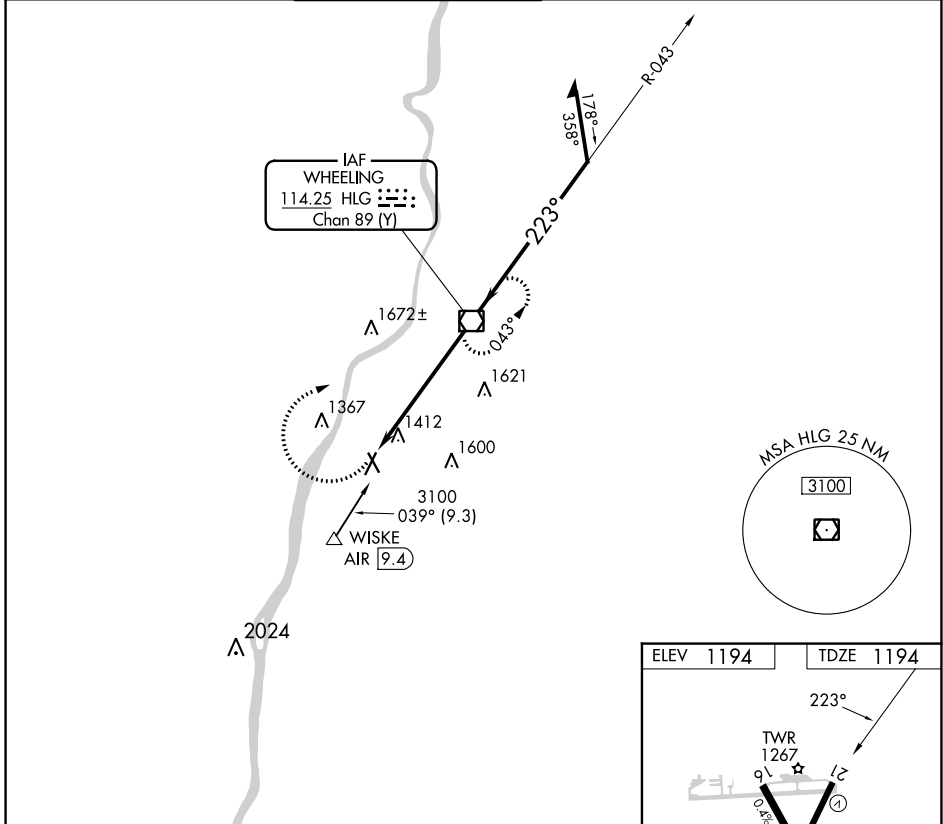 R-043
178°
358°
IAF
WHEELING
114.25 HLG
Chan 89 (Y)
223°
043°
1672±
1621
1367
1412
1600
3100
039° (9.3)
WISKE
AIR 9.4
2024
MSA HLG 25 NM
3100
ELEV 1194
TDZE 1194
223°
TWR
1267
16
21
V
0.4%